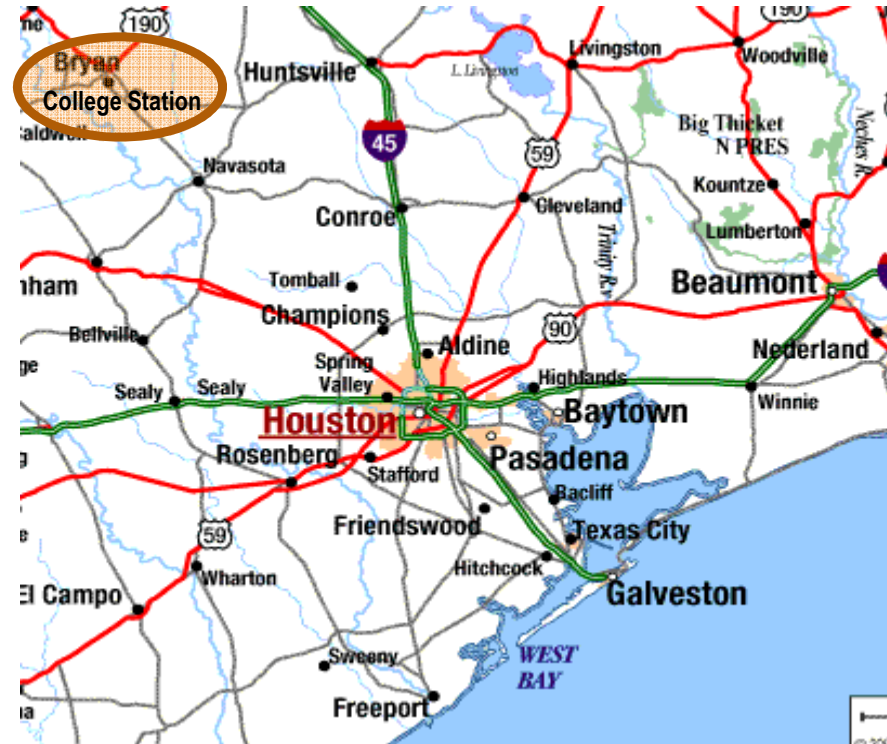 190
190
Bryan
College Station
Huntsville
L. Livingston
Livingston
Woodville
45
59
Big Thicket
N PRES
Neches R.
Navasota
Kountze
Conroe
Cleveland
Lumberton
Trinity Rv
Tomball
Beaumont
Champions
90
Bellville
Aldine
Nederland
Spring
Valley
Highlands
Sealy
Sealy
Winnie
Houston
Baytown
Rosenberg
Stafford
Pasadena
Bacliff
59
Friendswood
Texas City
Hitchcock
Wharton
El Campo
Galveston
Sweeny
WEST
BAY
Freeport